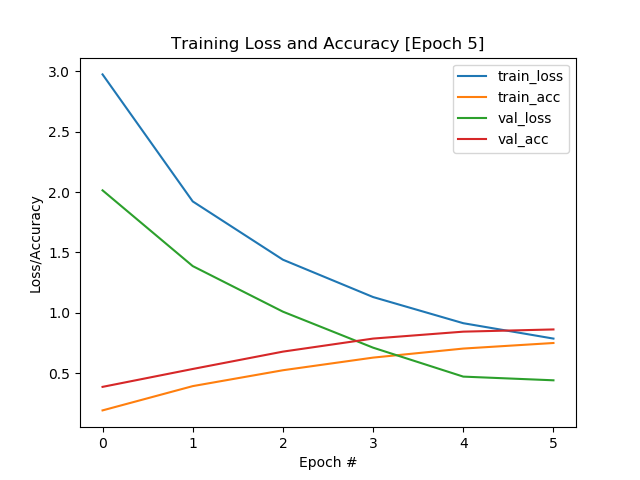 Training Loss and Accuracy [Epoch 5]
3.0
2.5
2.0
1.5
1.0
0.5
Loss/Accuracy
train_loss
train_acc
val_loss
val_acc
0 1 2 3 4 5
Epoch #